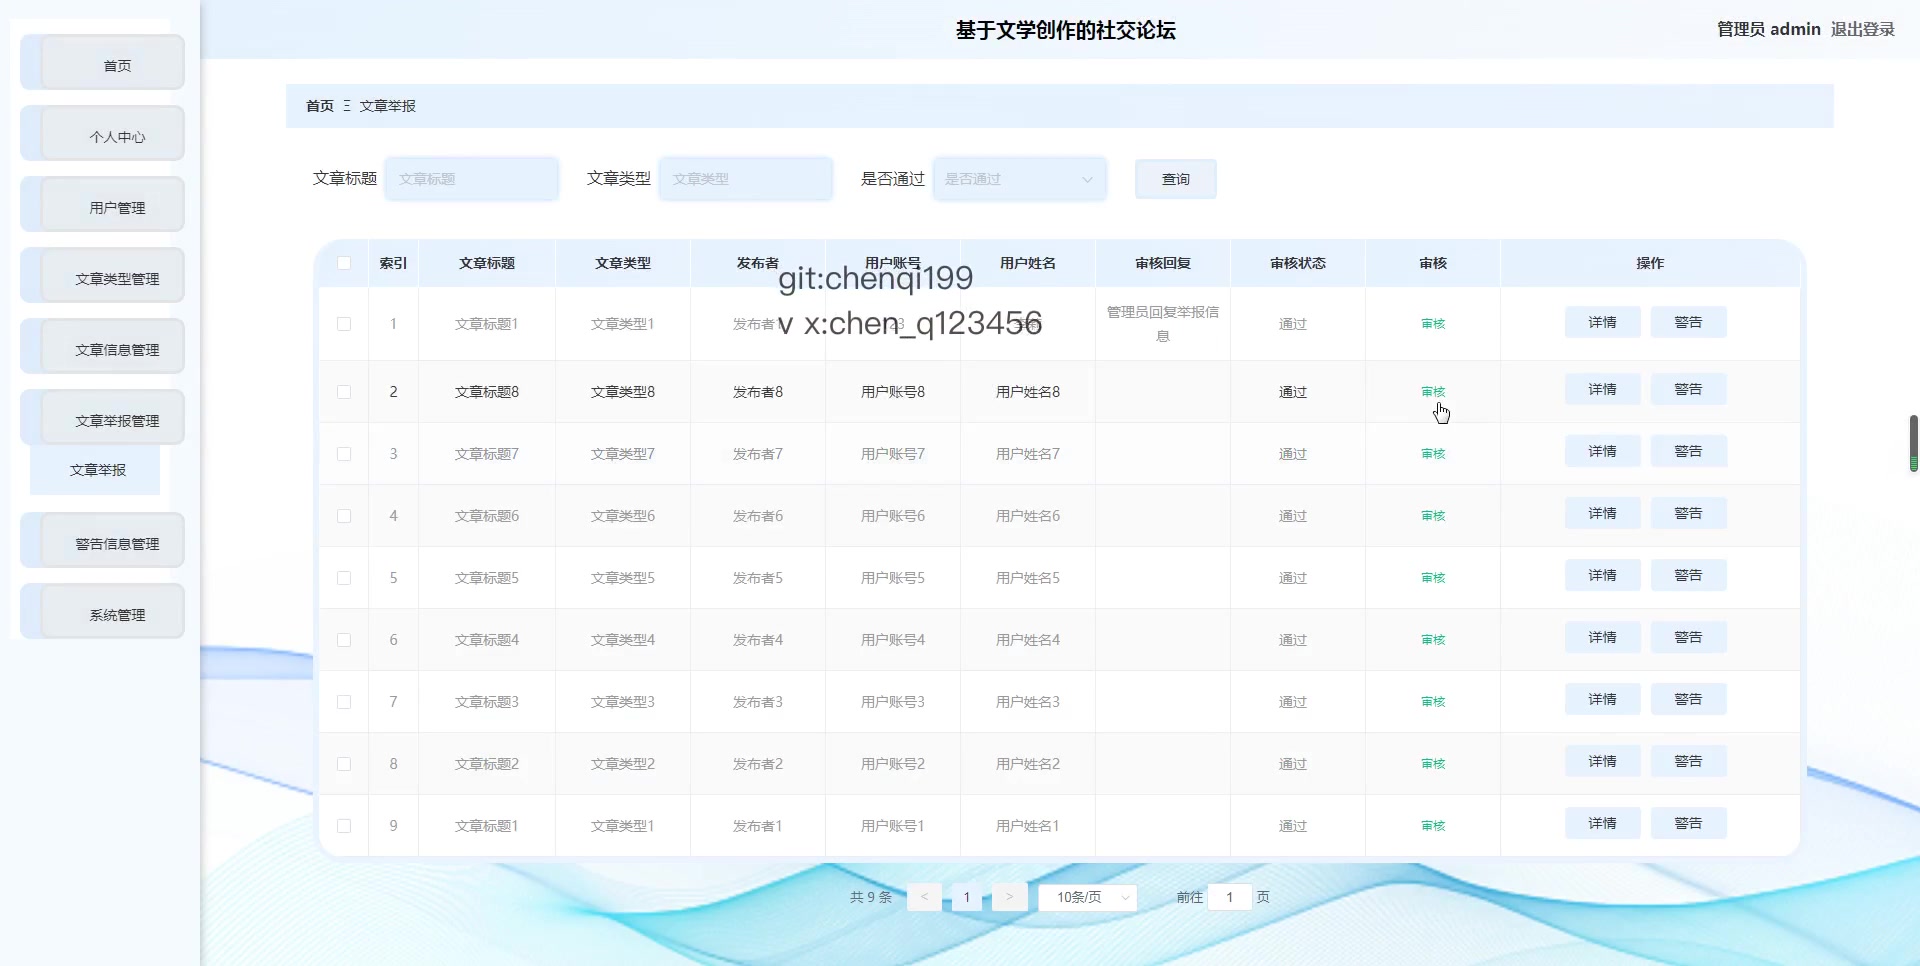 基于文学创作的社交论坛
管理员 admin 退出登录
首页
个人中心
用户管理
文章类型管理
文章信息管理
文章举报管理
文章举报
警告信息管理
系统管理
首页 Ξ 文章举报
文章标题 文章标题 文章类型 文章类型 是否通过 是否通过 查询
索引 文章标题 文章类型 发布者 用户账号 用户姓名 审核回复 审核状态 审核 操作
git:chenqi199
v x:chen_q123456
1 文章标题1 文章类型1 发布者1 管理员回复举报信息 通过 审核 详情 警告
2 文章标题8 文章类型8 发布者8 用户账号8 用户姓名8 通过 审核 详情 警告
3 文章标题7 文章类型7 发布者7 用户账号7 用户姓名7 通过 审核 详情 警告
4 文章标题6 文章类型6 发布者6 用户账号6 用户姓名6 通过 审核 详情 警告
5 文章标题5 文章类型5 发布者5 用户账号5 用户姓名5 通过 审核 详情 警告
6 文章标题4 文章类型4 发布者4 用户账号4 用户姓名4 通过 审核 详情 警告
7 文章标题3 文章类型3 发布者3 用户账号3 用户姓名3 通过 审核 详情 警告
8 文章标题2 文章类型2 发布者2 用户账号2 用户姓名2 通过 审核 详情 警告
9 文章标题1 文章类型1 发布者1 用户账号1 用户姓名1 通过 审核 详情 警告
共 9 条 < 1 > 10条/页 前往 1 页